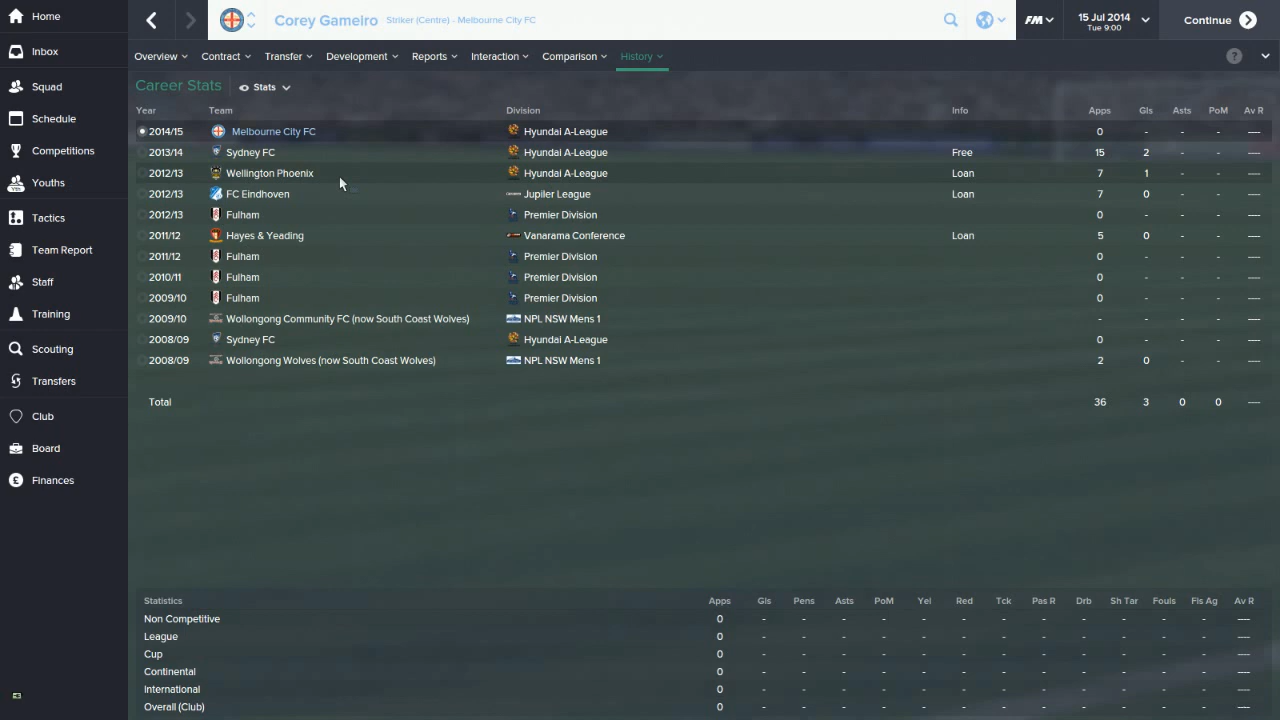 Home
Inbox
Squad
Schedule
Competitions
Youths
Tactics
Team Report
Staff
Training
Scouting
Transfers
Club
Board
Finances
Corey Gameiro Striker (Centre) - Melbourne City FC
FM 15 Jul 2014 Continue
Tue 9:00
Overview Contract Transfer Development Reports Interaction Comparison History ?
Career Stats Stats
Year Team Division Info Apps Gls Asts PoM Av R
2014/15 Melbourne City FC Hyundai A-League 0 - - - ----
2013/14 Sydney FC Hyundai A-League Free 15 2 - - ----
2012/13 Wellington Phoenix Hyundai A-League Loan 7 1 - - ----
2012/13 FC Eindhoven Jupiler League Loan 7 0 - - ----
2012/13 Fulham Premier Division 0 - - - ----
2011/12 Hayes & Yeading Vanarama Conference Loan 5 0 - - ----
2011/12 Fulham Premier Division 0 - - - ----
2010/11 Fulham Premier Division 0 - - - ----
2009/10 Fulham Premier Division 0 - - - ----
2009/10 Wollongong Community FC (now South Coast Wolves) NPL NSW Mens 1 - - - - ----
2008/09 Sydney FC Hyundai A-League 0 - - - ----
2008/09 Wollongong Wolves (now South Coast Wolves) NPL NSW Mens 1 2 0 - - ----
Total 36 3 0 0 ----
Statistics Apps Gls Pens Asts PoM Yel Red Tck Pas R Drb Sh Tar Fouls Fls Ag Av R
Non Competitive 0 - - - - - - - - - - - - ----
League 0 - - - - - - - - - - - - ----
Cup 0 - - - - - - - - - - - - ----
Continental 0 - - - - - - - - - - - - ----
International 0 - - - - - - - - - - - - ----
Overall (Club) 0 - - - - - - - - - - - - ----